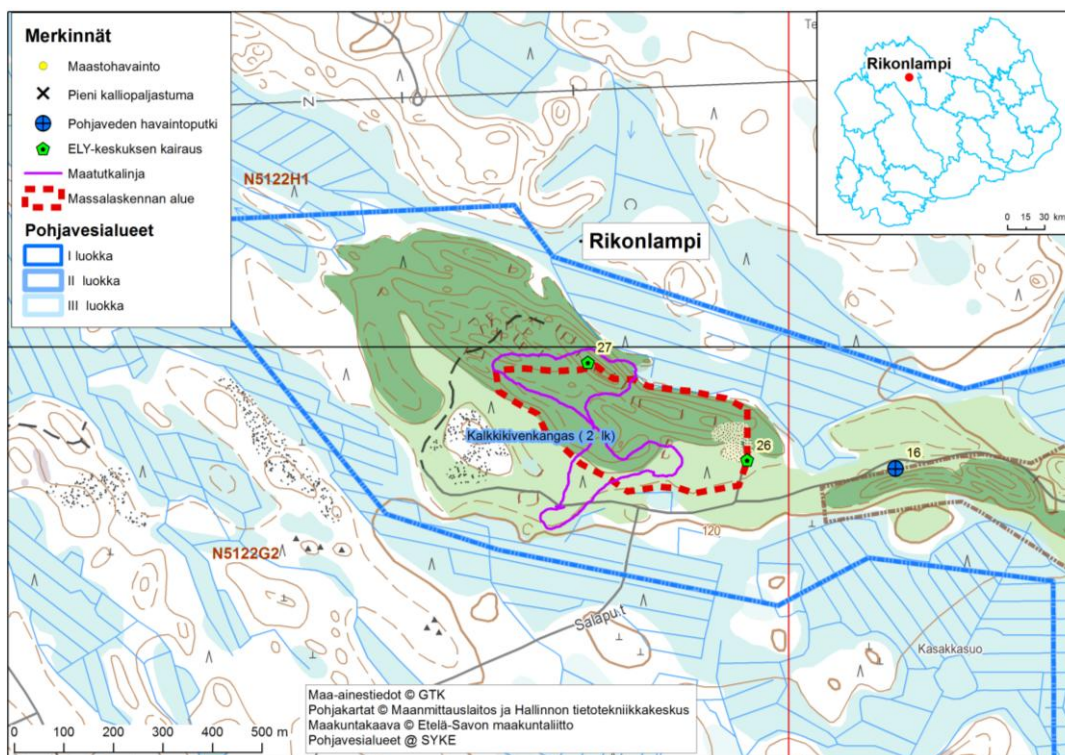 Merkinnät
Maastohavainto
Pieni kalliopaljastuma
Pohjaveden havaintoputki
ELY-keskuksen kairaus
Maatutkalinja
Massalaskennan alue
Pohjavesialueet
I luokka
II luokka
III luokka
N5122H1
Rikonlampi
Rikonlampi
0 15 30 km
27
Kalkkikivenkangas ( 2 lk)
26
16
120
N5122G2
Salaput
Kasakkasuo
0 100 200 300 400 500 m
Maa-ainestiedot © GTK
Pohjakartat © Maanmittauslaitos ja Hallinnon tietotekniikkakeskus
Maakuntakaava © Etelä-Savon maakuntaliitto
Pohjavesialueet @ SYKE